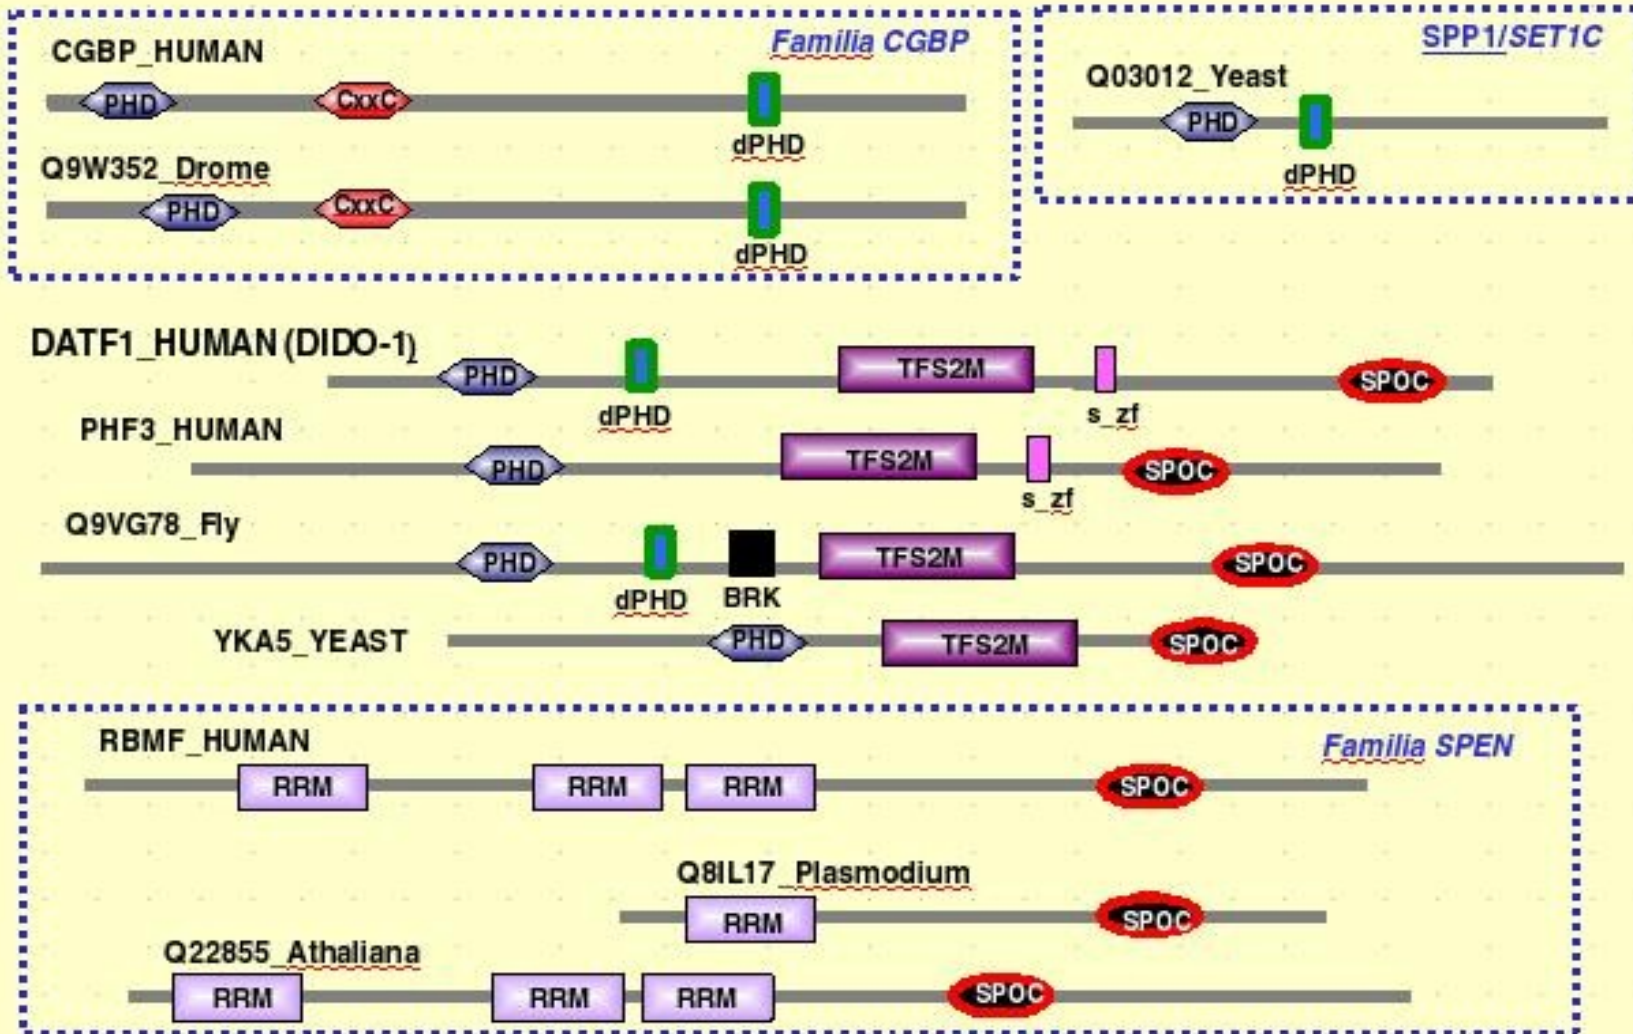 CGBP_HUMAN
Familia CGBP
PHD CxxC
dPHD
Q9W352_Drome
PHD CxxC
dPHD
SPP1/SET1C
Q03012_Yeast
PHD
dPHD
DATF1_HUMAN (DIDO-1)
PHD TFS2M SPOC
dPHD s_zf
PHF3_HUMAN
PHD TFS2M SPOC
s_zf
Q9VG78_Fly
PHD TFS2M SPOC
dPHD BRK
YKA5_YEAST PHD TFS2M SPOC
RBMF_HUMAN
Familia SPEN
RRM RRM RRM SPOC
Q8IL17_Plasmodium
RRM SPOC
Q22855_Athaliana
RRM RRM RRM SPOC